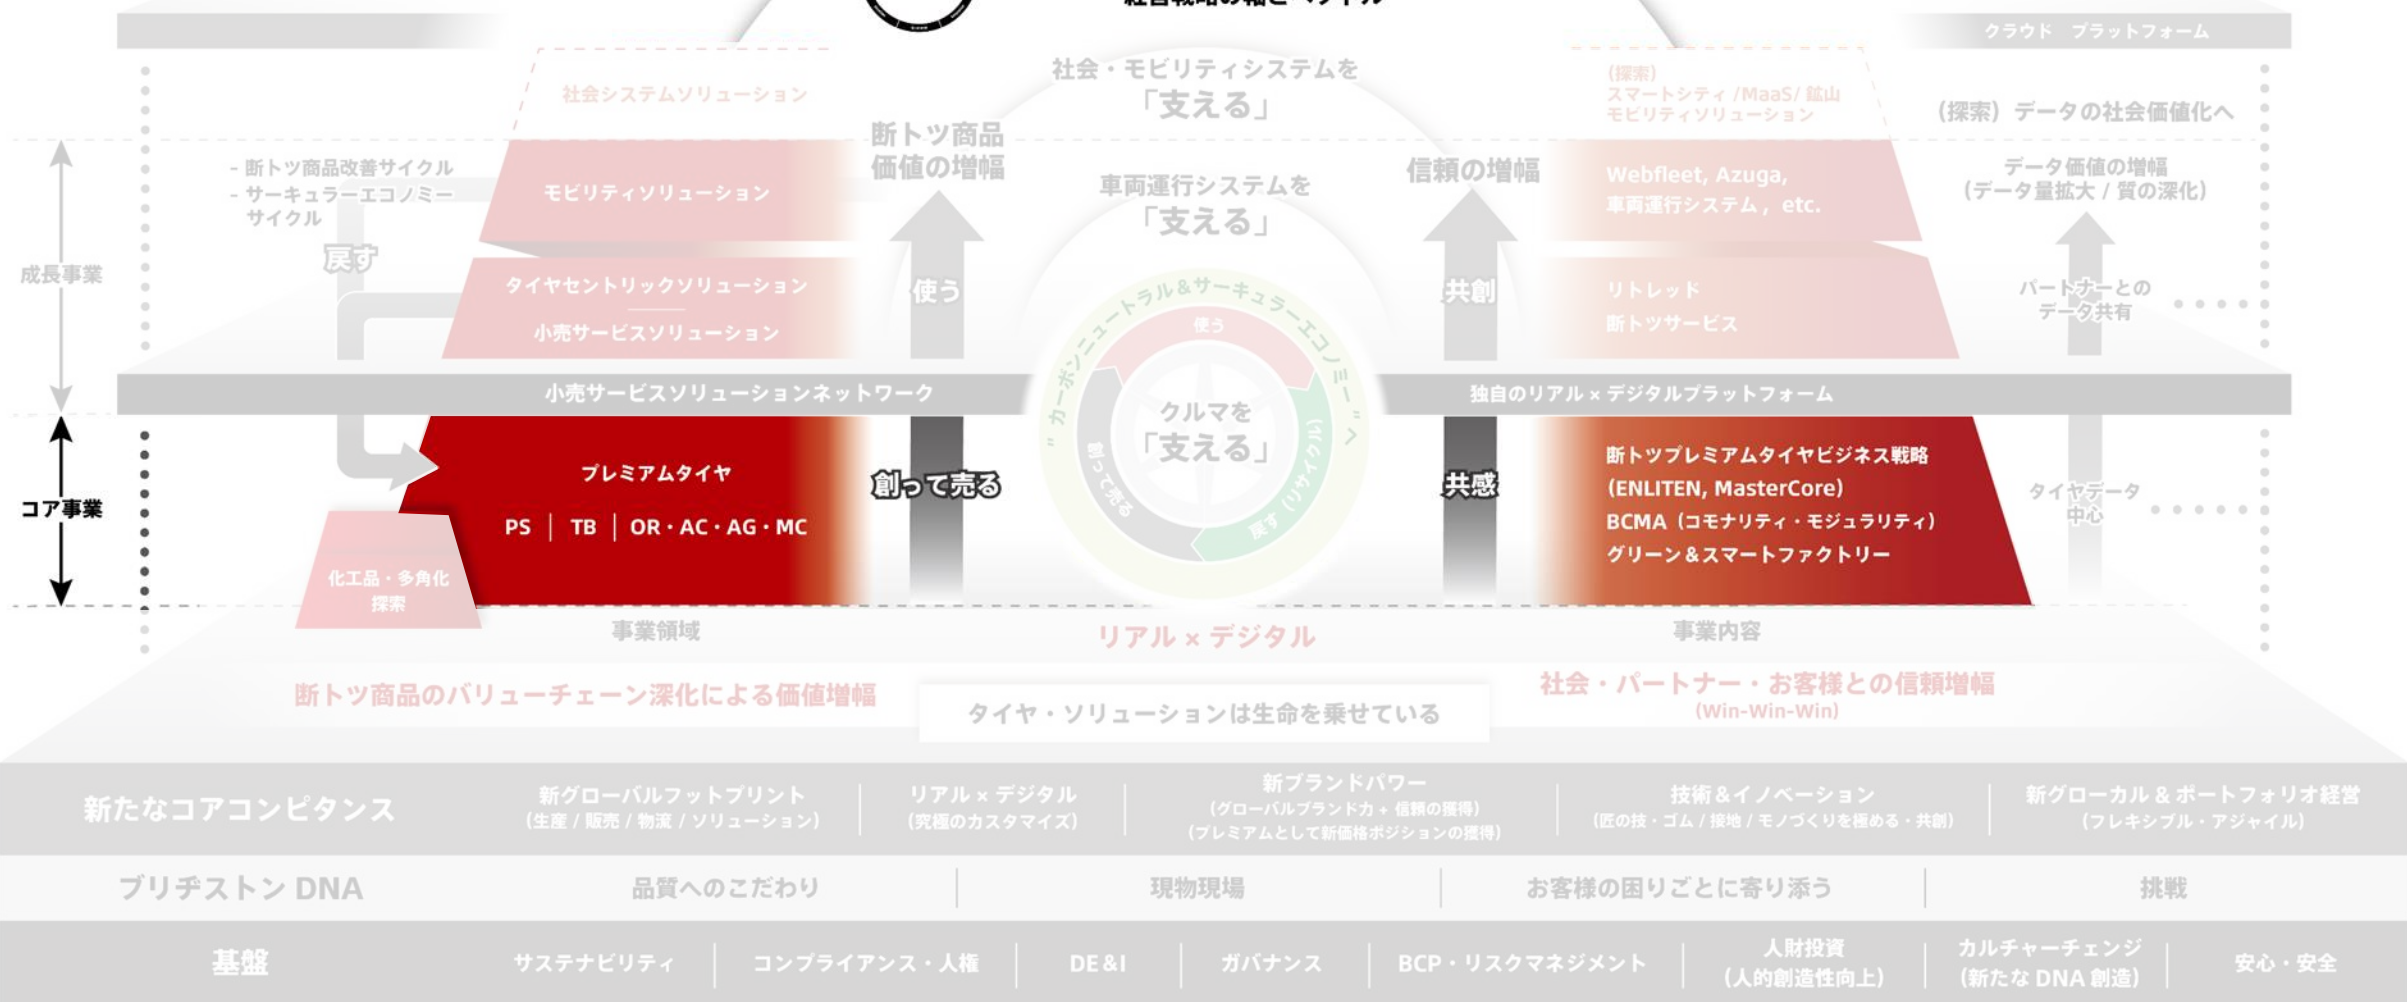 クラウド プラットフォーム
社会システムソリューション
社会・モビリティシステムを
「支える」
(探索)
スマートシティ /MaaS/ 鉱山
モビリティソリューション
(探索) データの社会価値化へ
- 断トツ商品改善サイクル
- サーキュラーエコノミー
サイクル
戻す
モビリティソリューション
断トツ商品
価値の増幅
車両運行システムを
「支える」
信頼の増幅
Webfleet, Azuga,
車両運行システム , etc.
データ価値の増幅
(データ量拡大 / 質の深化)
成長事業
タイヤセントリックソリューション
小売サービスソリューション
使う
共創
リトレッド
断トツサービス
パートナーとの
データ共有
小売サービスソリューションネットワーク
独自のリアル × デジタルプラットフォーム
" カーボンニュートラル&サーキュラーエコノミー " へ
使う
創って売る
戻す (リサイクル)
クルマを
「支える」
コア事業
プレミアムタイヤ
PS | TB | OR・AC・AG・MC
創って売る
共感
断トツプレミアムタイヤビジネス戦略
(ENLITEN, MasterCore)
BCMA (コモナリティ・モジュラリティ)
グリーン&スマートファクトリー
タイヤデータ
中心
化工品・多角化
探索
事業領域
リアル × デジタル
事業内容
断トツ商品のバリューチェーン深化による価値増幅
タイヤ・ソリューションは生命を乗せている
社会・パートナー・お客様との信頼増幅
(Win-Win-Win)
新たなコアコンピタンス
新グローバルフットプリント
(生産 / 販売 / 物流 / ソリューション)
リアル × デジタル
(究極のカスタマイズ)
新ブランドパワー
(グローバルブランド力 + 信頼の獲得)
(プレミアムとして新価格ポジションの獲得)
技術&イノベーション
(匠の技・ゴム / 接地 / モノづくりを極める・共創)
新グローカル & ポートフォリオ経営
(フレキシブル・アジャイル)
ブリヂストン DNA
品質へのこだわり
現物現場
お客様の困りごとに寄り添う
挑戦
基盤
サステナビリティ
コンプライアンス・人権
DE&I
ガバナンス
BCP・リスクマネジメント
人財投資
(人的創造性向上)
カルチャーチェンジ
(新たな DNA 創造)
安心・安全